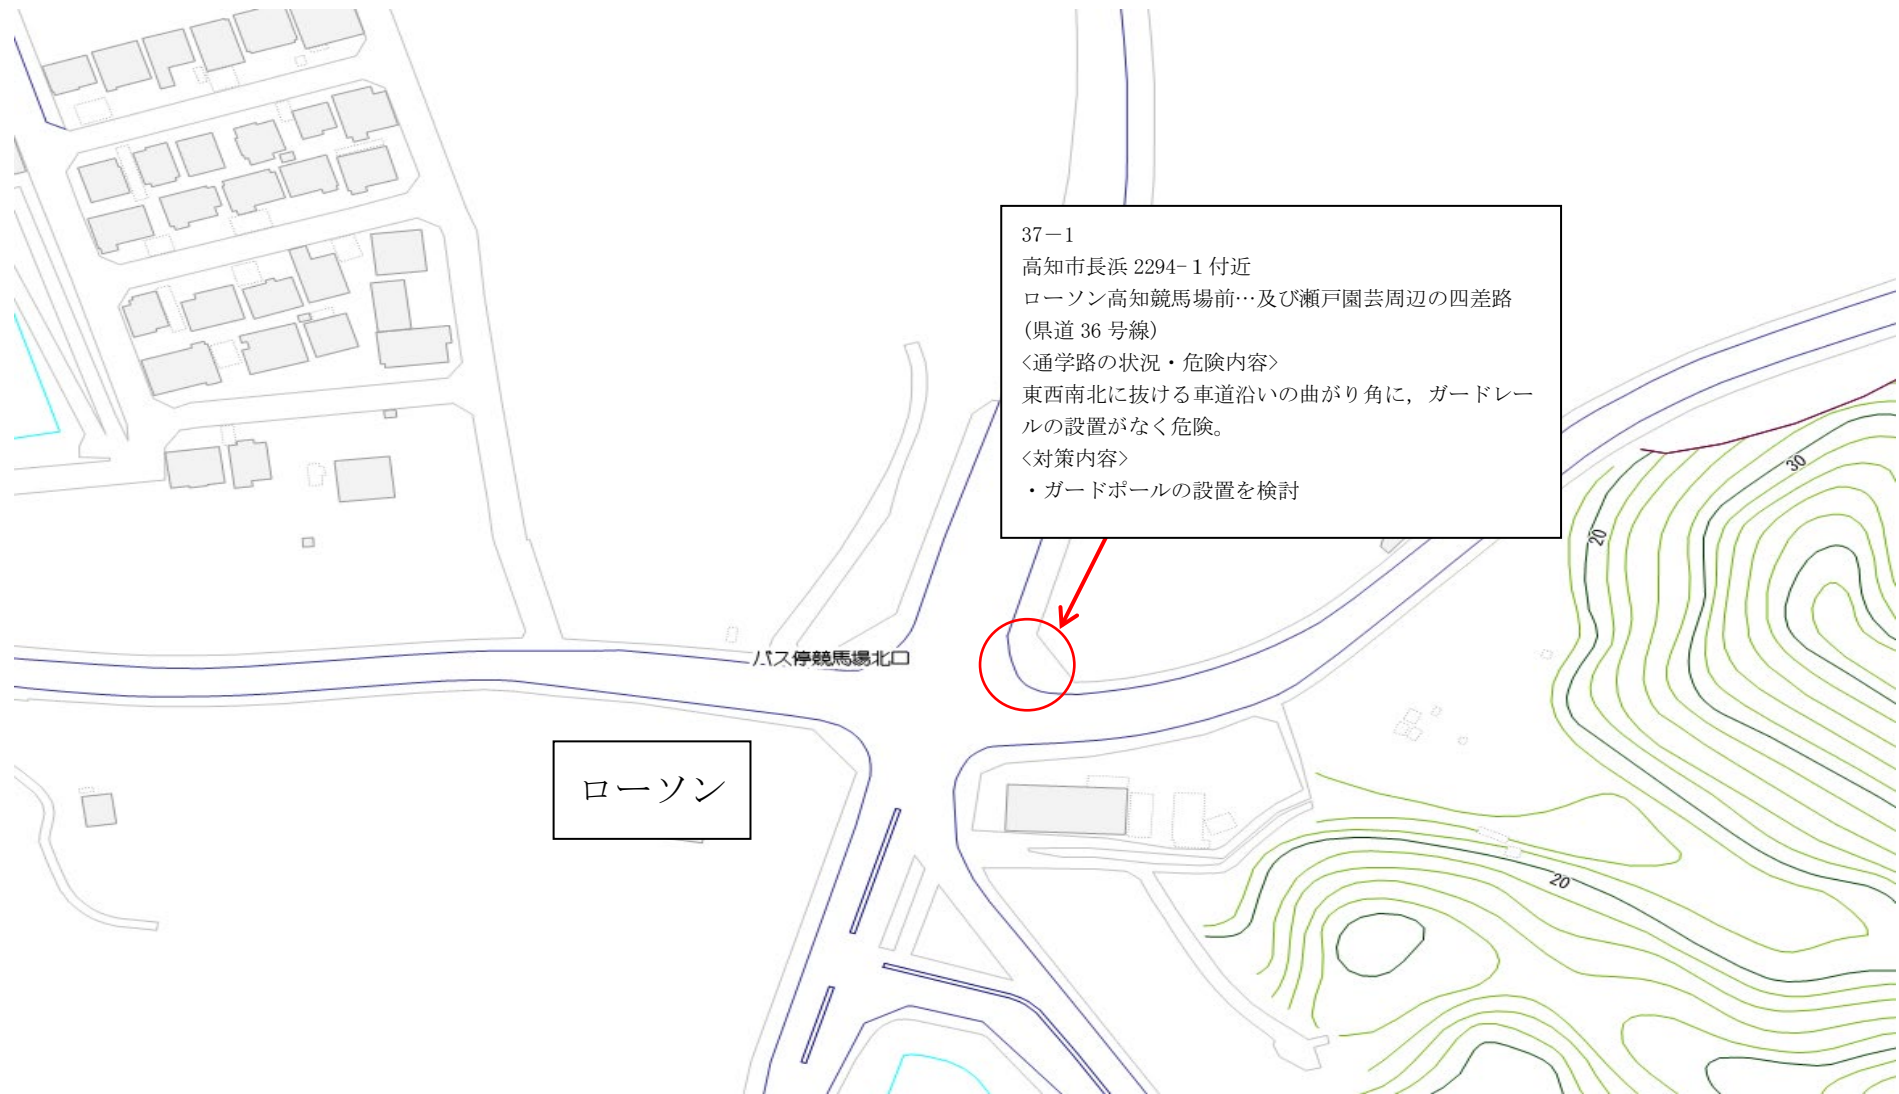 37－1
高知市長浜 2294-１付近
ローソン高知競馬場前…及び瀬戸園芸周辺の四差路
(県道 36 号線)
<通学路の状況・危険内容>
東西南北に抜ける車道沿いの曲がり角に，ガードレー
ルの設置がなく危険。
<対策内容>
・ガードポールの設置を検討
30
20
バス停競馬場北口
ローソン
20